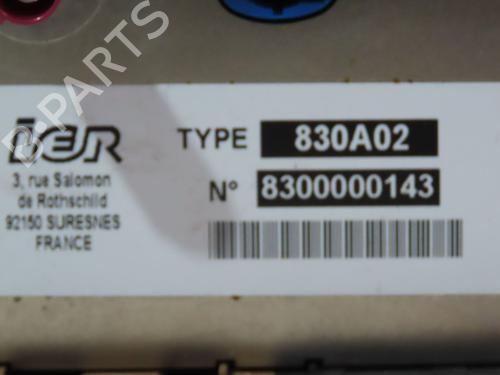 B-PARTS
ier
TYPE 830A02
3, rue Salomon
de Rothschild
92150 SURESNES
FRANCE
N° 8300000143